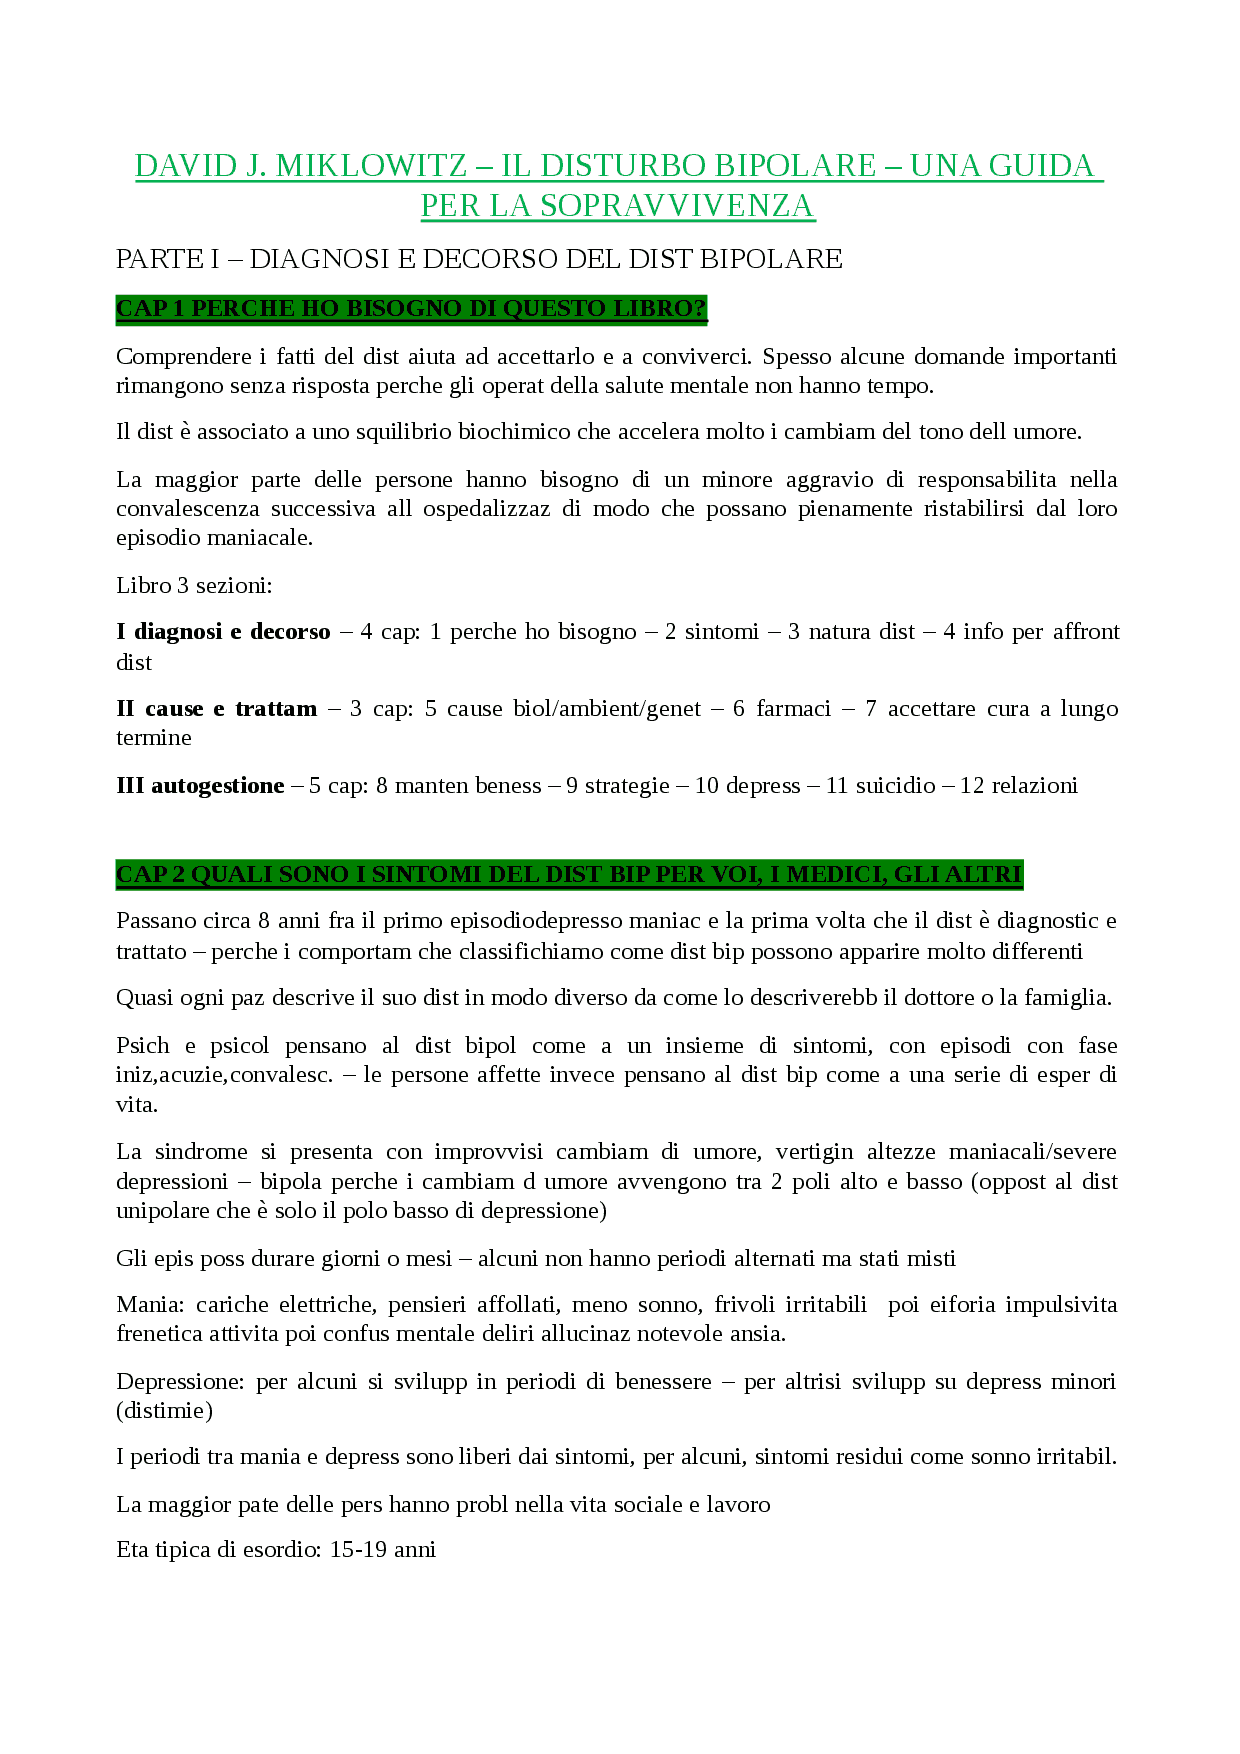 DAVID J. MIKLOWITZ – IL DISTURBO BIPOLARE – UNA GUIDA
PER LA SOPRAVVIVENZA
PARTE I – DIAGNOSI E DECORSO DEL DIST BIPOLARE
CAP 1 PERCHE HO BISOGNO DI QUESTO LIBRO?
Comprendere i fatti del dist aiuta ad accettarlo e a conviverci. Spesso alcune domande importanti
rimangono senza risposta perche gli operat della salute mentale non hanno tempo.
Il dist è associato a uno squilibrio biochimico che accelera molto i cambiam del tono dell umore.
La maggior parte delle persone hanno bisogno di un minore aggravio di responsabilita nella
convalescenza successiva all ospedalizzaz di modo che possano pienamente ristabilirsi dal loro
episodio maniacale.
Libro 3 sezioni:
I diagnosi e decorso – 4 cap: 1 perche ho bisogno – 2 sintomi – 3 natura dist – 4 info per affront
dist
II cause e trattam – 3 cap: 5 cause biol/ambient/genet – 6 farmaci – 7 accettare cura a lungo
termine
III autogestione – 5 cap: 8 manten beness – 9 strategie – 10 depress – 11 suicidio – 12 relazioni
CAP 2 QUALI SONO I SINTOMI DEL DIST BIP PER VOI, I MEDICI, GLI ALTRI
Passano circa 8 anni fra il primo episodiodepresso maniac e la prima volta che il dist è diagnostic e
trattato – perche i comportam che classifichiamo come dist bip possono apparire molto differenti
Quasi ogni paz descrive il suo dist in modo diverso da come lo descriverebb il dottore o la famiglia.
Psich e psicol pensano al dist bipol come a un insieme di sintomi, con episodi con fase
iniz,acuzie,convalesc. – le persone affette invece pensano al dist bip come a una serie di esper di
vita.
La sindrome si presenta con improvvisi cambiam di umore, vertigin altezze maniacali/severe
depressioni – bipola perche i cambiam d umore avvengono tra 2 poli alto e basso (oppost al dist
unipolare che è solo il polo basso di depressione)
Gli epis poss durare giorni o mesi – alcuni non hanno periodi alternati ma stati misti
Mania: cariche elettriche, pensieri affollati, meno sonno, frivoli irritabili  poi eiforia impulsivita
frenetica attivita poi confus mentale deliri allucinaz notevole ansia.
Depressione: per alcuni si svilupp in periodi di benessere – per altrisi svilupp su depress minori
(distimie)
I periodi tra mania e depress sono liberi dai sintomi, per alcuni, sintomi residui come sonno irritabil.
La maggior pate delle pers hanno probl nella vita sociale e lavoro
Eta tipica di esordio: 15-19 anni